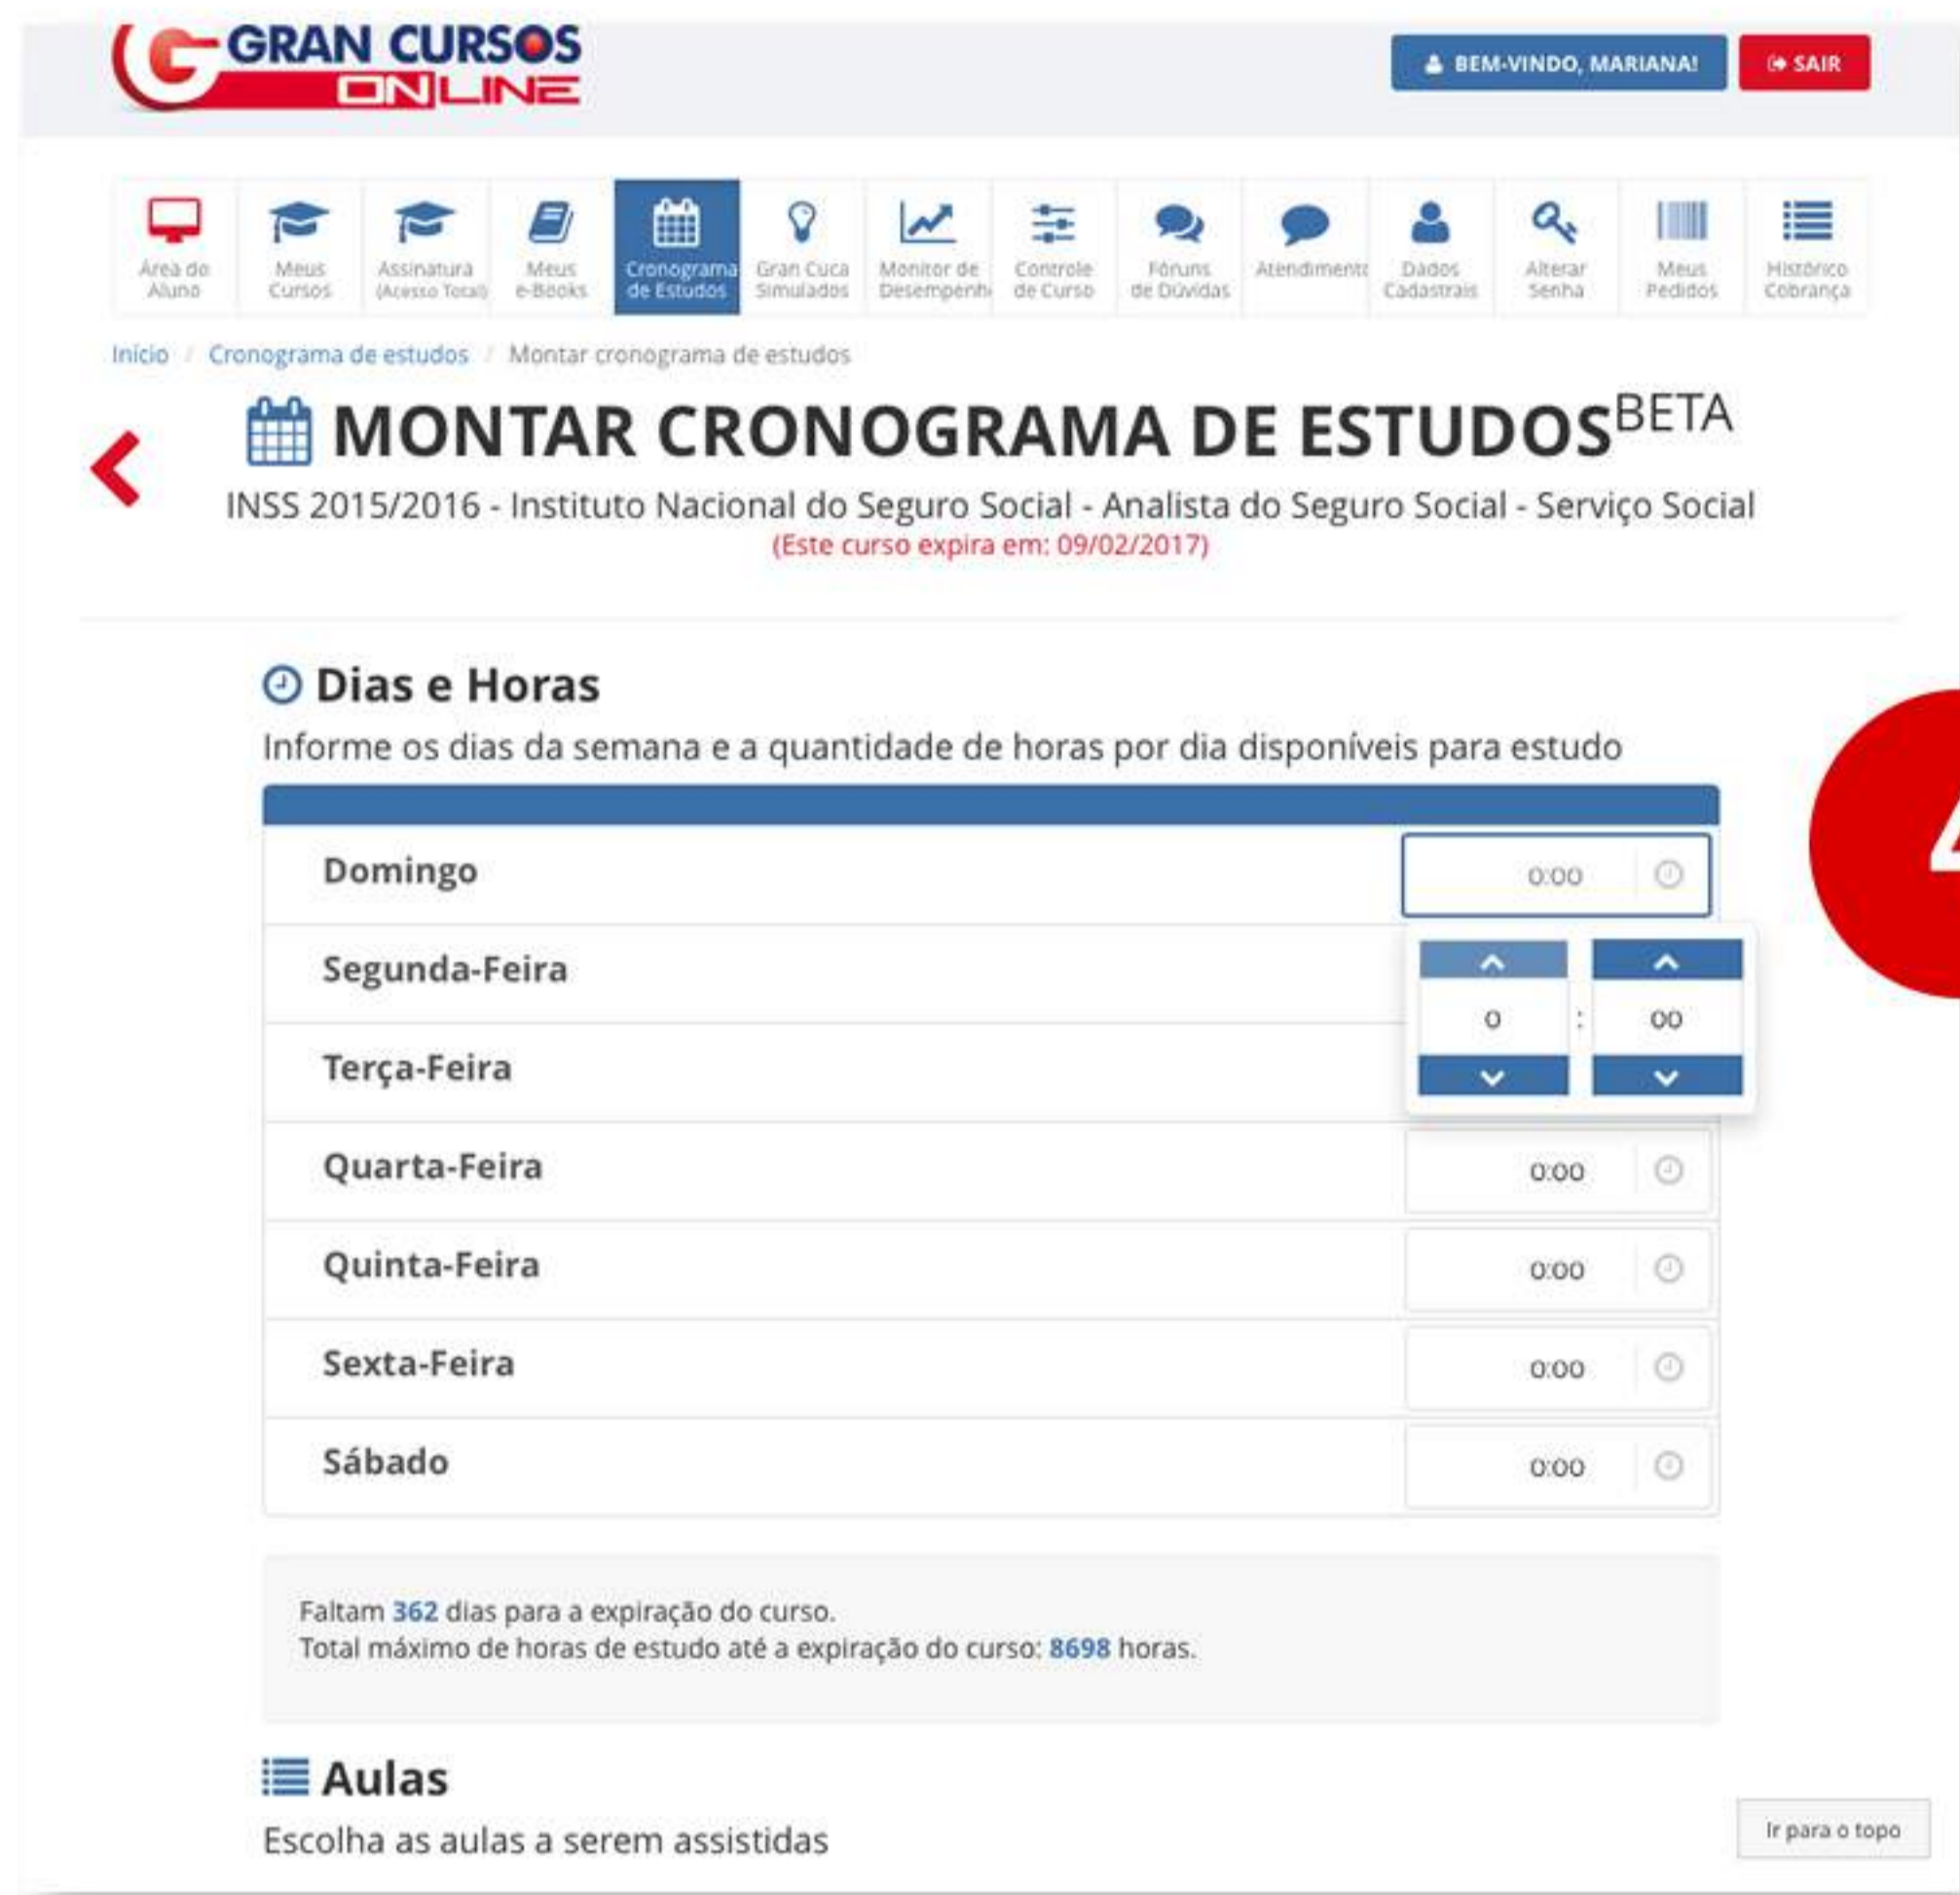 GRAN CURSOS
ONLINE
BEM-VINDO, MARIANA!
SAIR
Área do Aluno
Meus Cursos
Assinatura (Acesso Total)
Meus e-Books
Cronograma de Estudos
Gran Cuca Simulados
Monitor de Desempenh
Controle de Curso
Fóruns de Dúvidas
Atendimento
Dados Cadastrais
Alterar Senha
Meus Pedidos
Histórico Cobrança
Início / Cronograma de estudos / Montar cronograma de estudos
MONTAR CRONOGRAMA DE ESTUDOS BETA
INSS 2015/2016 - Instituto Nacional do Seguro Social - Analista do Seguro Social - Serviço Social
(Este curso expira em: 09/02/2017)
Dias e Horas
Informe os dias da semana e a quantidade de horas por dia disponíveis para estudo
Domingo 0:00
4
Segunda-Feira
0 : 00
Terça-Feira
Quarta-Feira 0:00
Quinta-Feira 0:00
Sexta-Feira 0:00
Sábado 0:00
Faltam 362 dias para a expiração do curso.
Total máximo de horas de estudo até a expiração do curso: 8698 horas.
Aulas
Escolha as aulas a serem assistidas
Ir para o topo